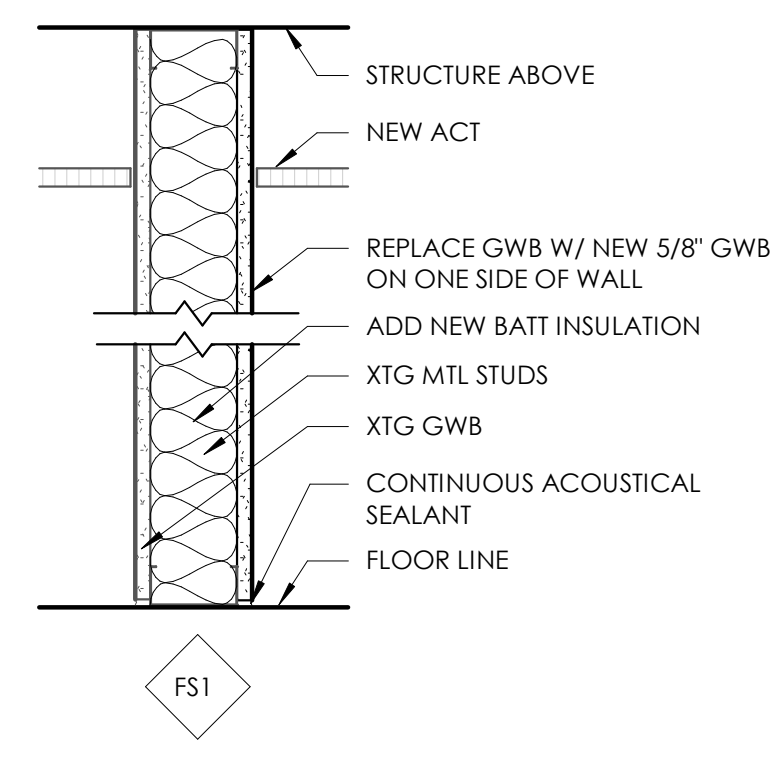 STRUCTURE ABOVE
NEW ACT
REPLACE GWB W/ NEW 5/8" GWB
ON ONE SIDE OF WALL
ADD NEW BATT INSULATION
XTG MTL STUDS
XTG GWB
CONTINUOUS ACOUSTICAL
SEALANT
FLOOR LINE
FS1